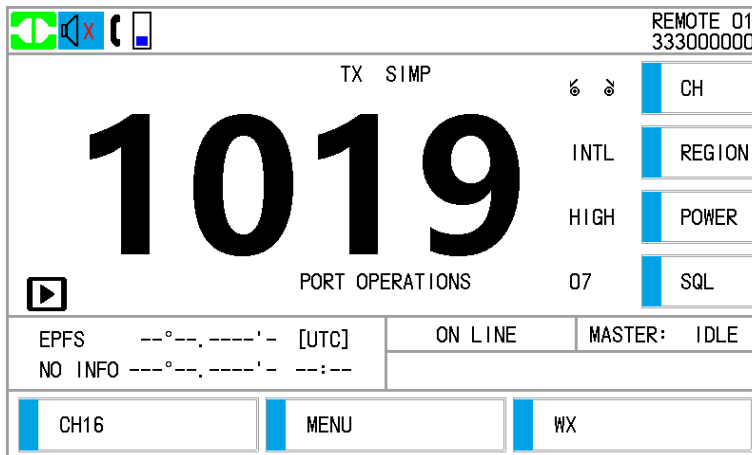 REMOTE 01
333000000
TX SIMP
CH
1019
INTL
REGION
HIGH
POWER
PORT OPERATIONS
07
SQL
EPFS --°--.----'- [UTC]
NO INFO ---°--.----'- --:--
ON LINE
MASTER: IDLE
CH16
MENU
WX